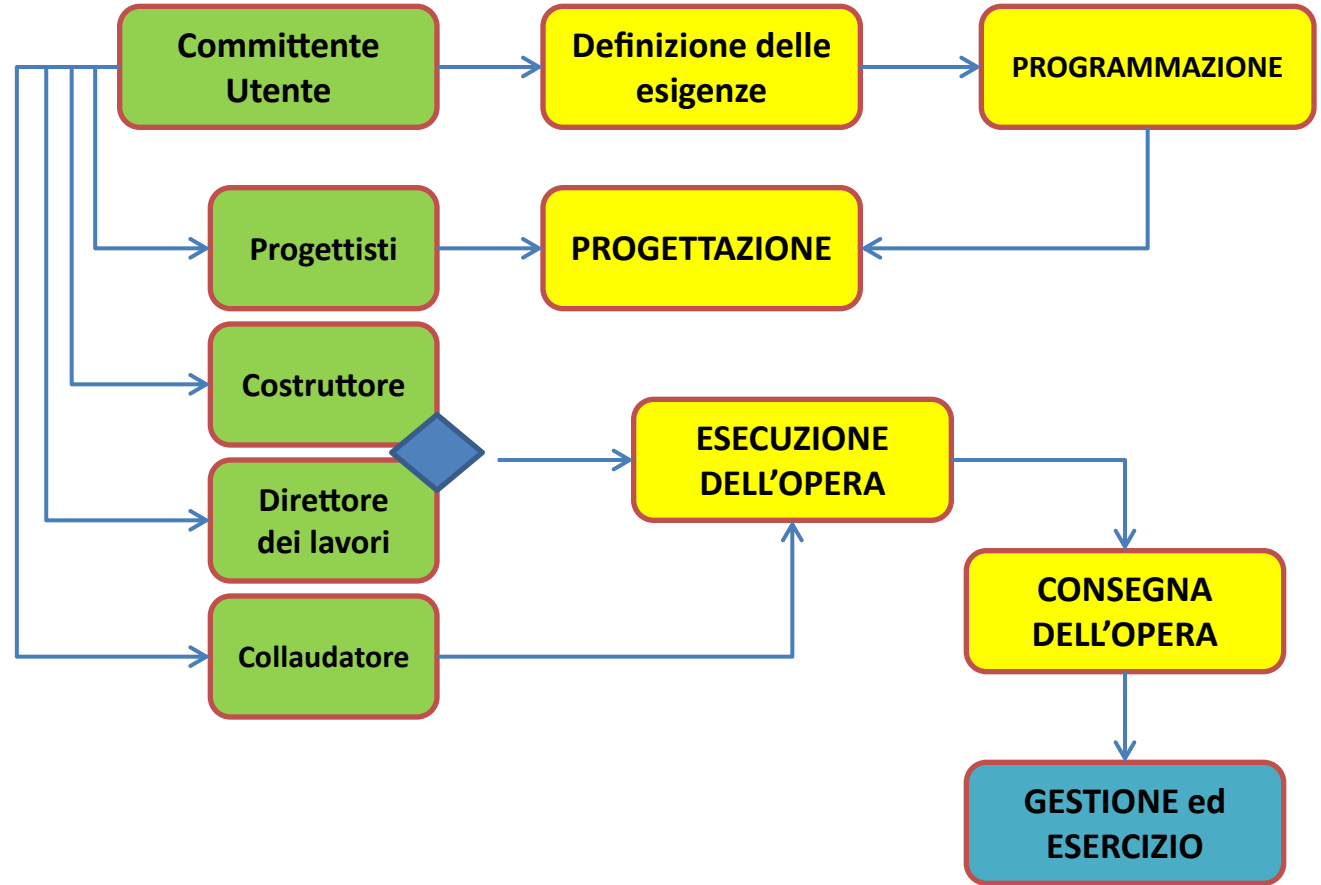 Committente
Utente
Definizione delle
esigenze
PROGRAMMAZIONE
Progettisti
PROGETTAZIONE
Costruttore
ESECUZIONE
DELL’OPERA
Direttore
dei lavori
CONSEGNA
DELL’OPERA
Collaudatore
GESTIONE ed
ESERCIZIO